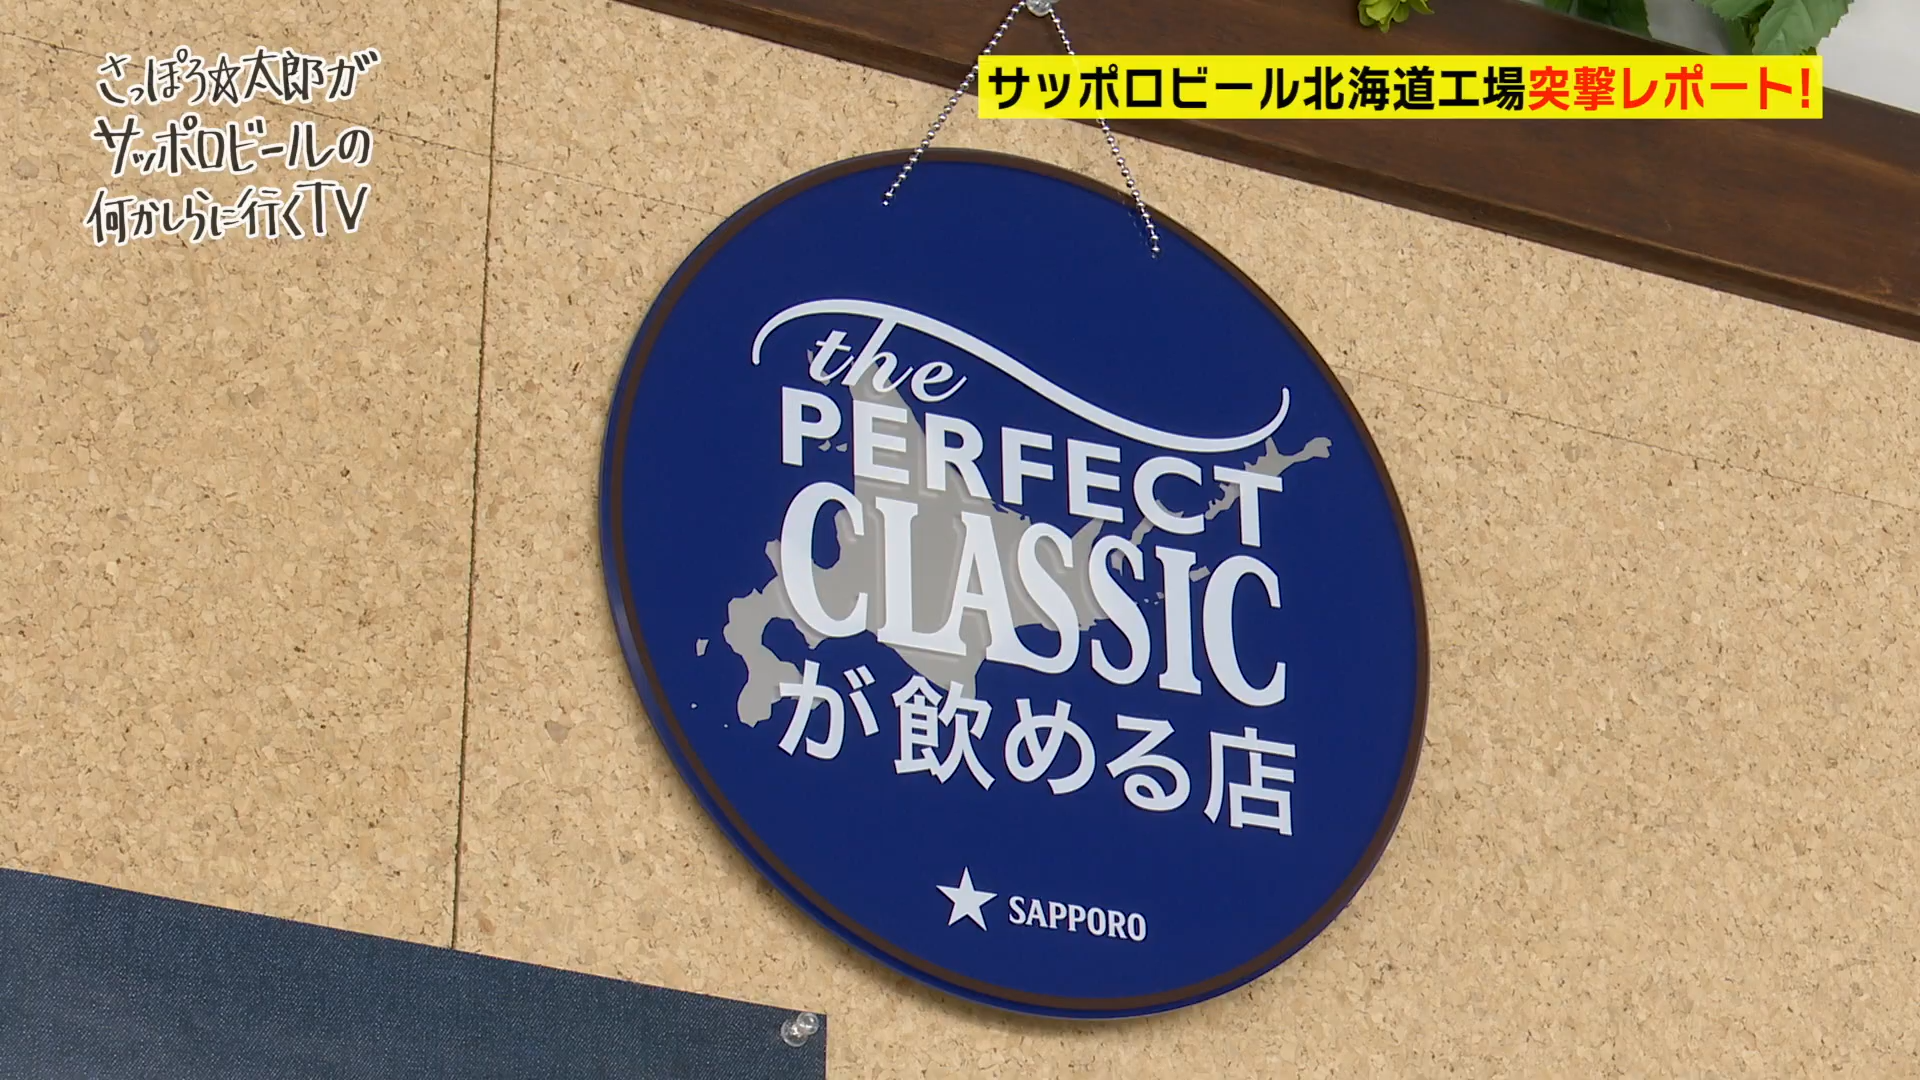 さっぽろ☆太郎が
サッポロビールの
何かしらに行くTV
サッポロビール北海道工場突撃レポート!
the
PERFECT
CLASSIC
が飲める店
★ SAPPORO